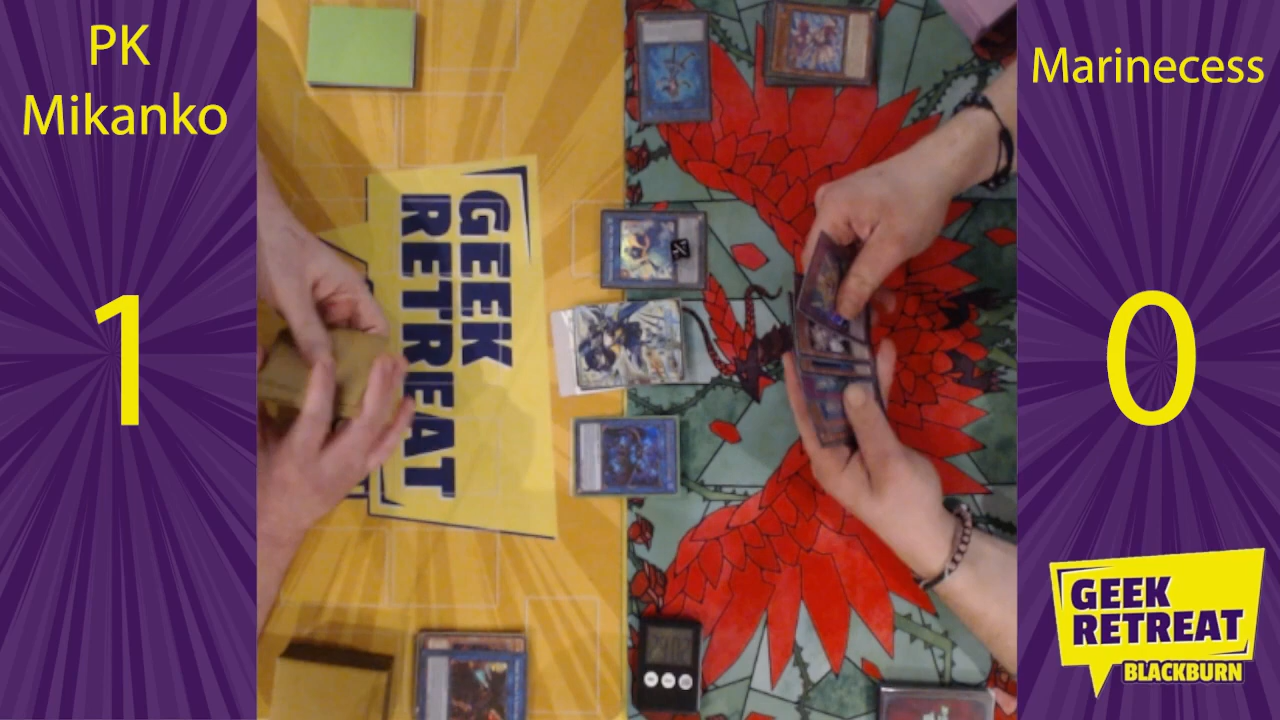 PK
Mikanko
1
GEEK
RETREAT
Marinecess
0
GEEK
RETREAT
BLACKBURN